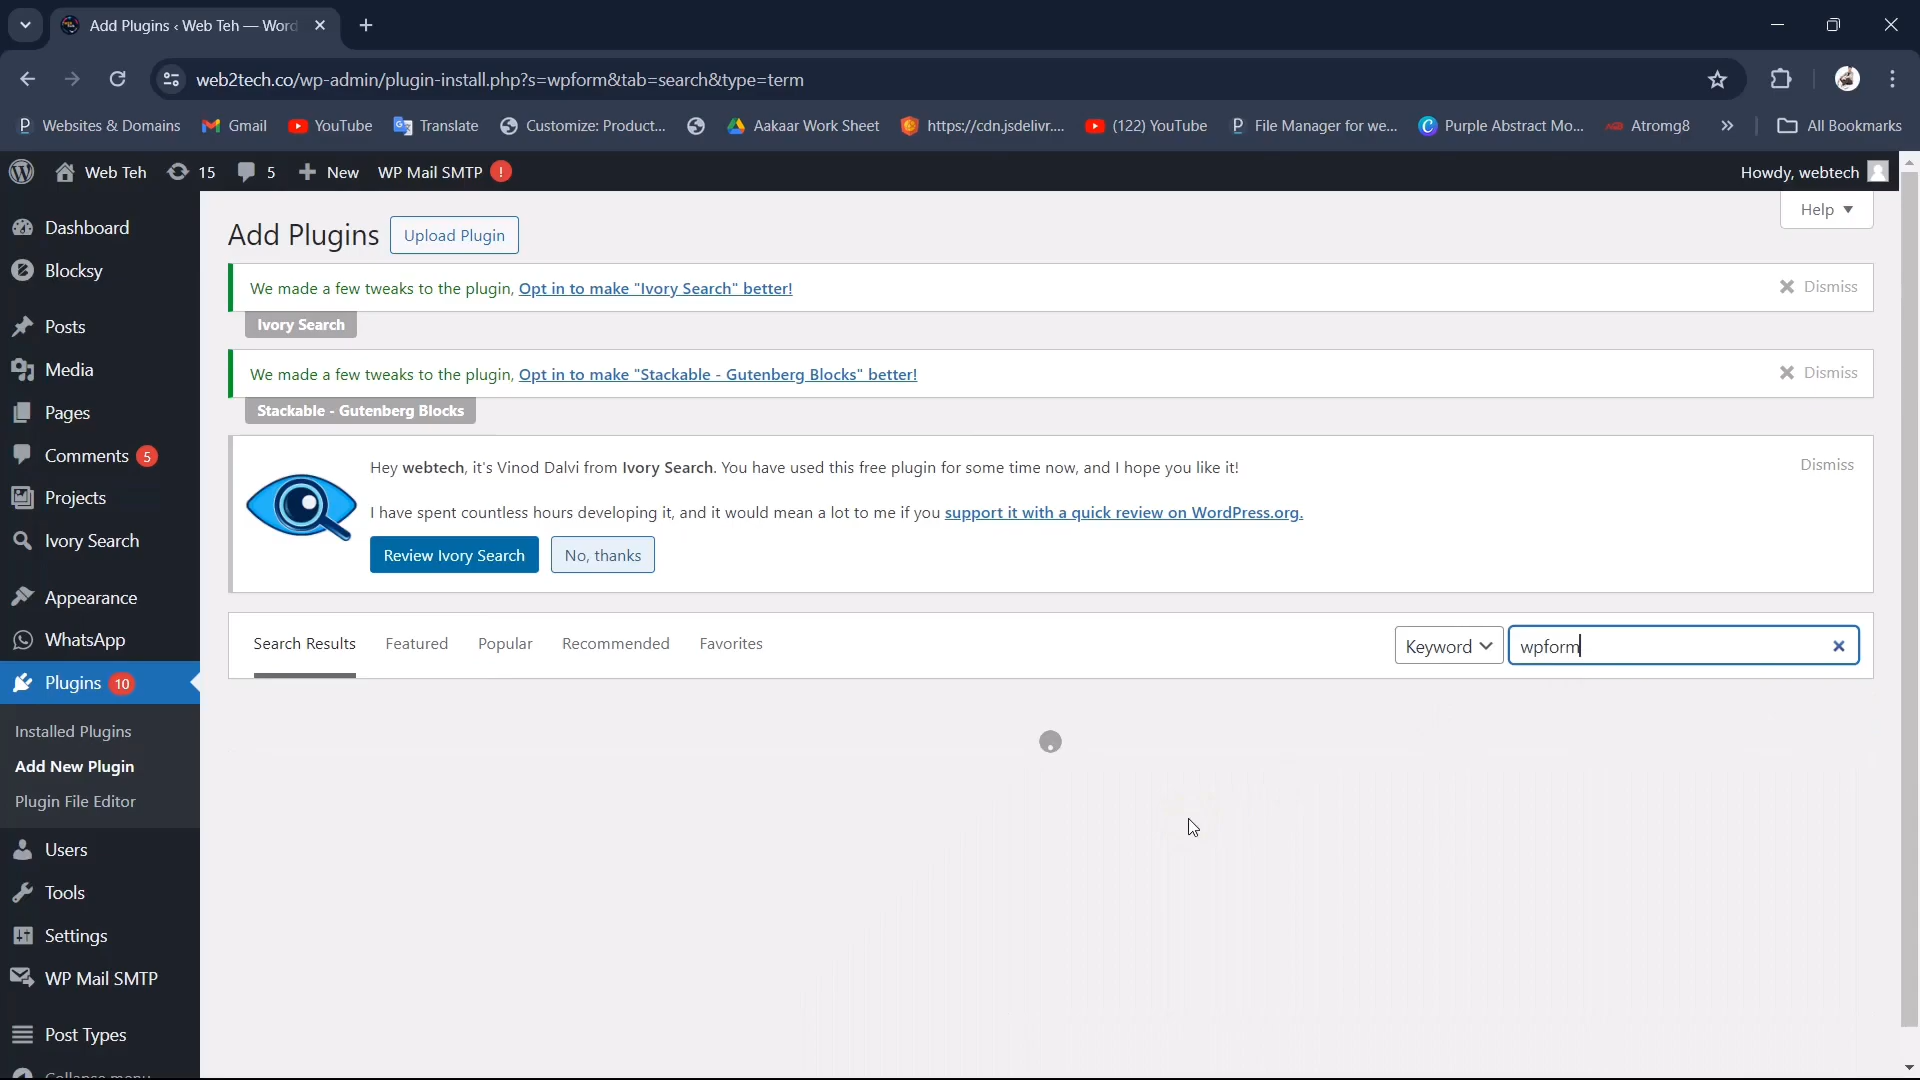 Add Plugins ‹ Web Teh — Word
web2tech.co/wp-admin/plugin-install.php?s=wpform&tab=search&type=term
Websites & Domains
Gmail
YouTube
Translate
Customize: Product...
Aakaar Work Sheet
https://cdn.jsdelivr....
(122) YouTube
File Manager for we...
Purple Abstract Mo...
Atromg8
»
All Bookmarks
Web Teh
15
5
New
WP Mail SMTP !
Howdy, webtech
Dashboard
Blocksy
Posts
Media
Pages
Comments 5
Projects
Ivory Search
Appearance
WhatsApp
Plugins 10
Installed Plugins
Add New Plugin
Plugin File Editor
Users
Tools
Settings
WP Mail SMTP
Post Types
Collapse menu
Help
Add Plugins
Upload Plugin
We made a few tweaks to the plugin, Opt in to make "Ivory Search" better!
Dismiss
Ivory Search
We made a few tweaks to the plugin, Opt in to make "Stackable - Gutenberg Blocks" better!
Dismiss
Stackable - Gutenberg Blocks
Hey webtech, it's Vinod Dalvi from Ivory Search. You have used this free plugin for some time now, and I hope you like it!
Dismiss
I have spent countless hours developing it, and it would mean a lot to me if you support it with a quick review on WordPress.org.
Review Ivory Search
No, thanks
Search Results
Featured
Popular
Recommended
Favorites
Keyword
wpform